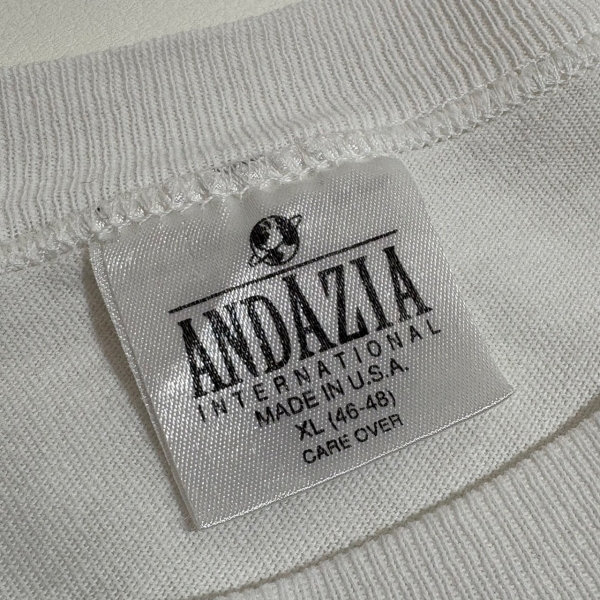 ANDAZIA
INTERNATIONAL
MADE IN U.S.A.
XL (46-48)
CARE OVER